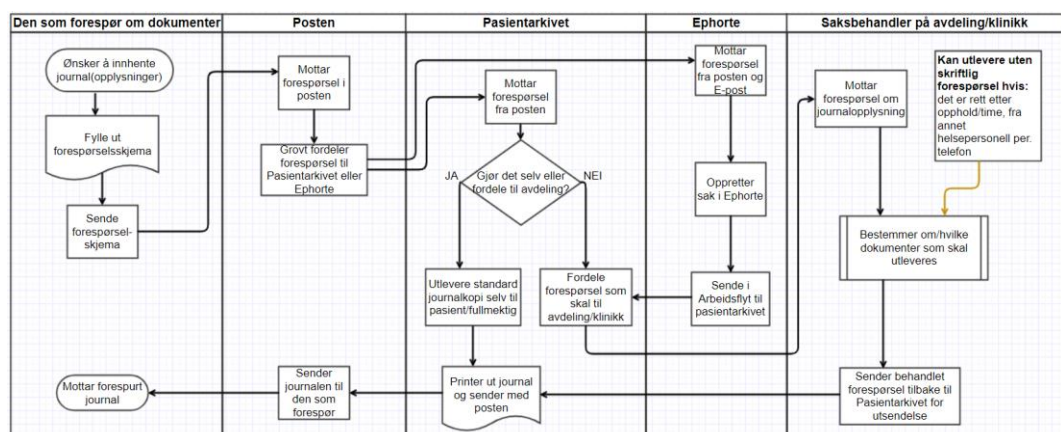 Den som forespør om dokumenter
Posten
Pasientarkivet
Ephorte
Saksbehandler på avdeling/klinikk
Ønsker å innhente
journal(opplysninger)
Fylle ut
forespørselsskjema
Sende
forespørsel-
skjema
Mottar forespurt
journal
Mottar
forespørsel i
posten
Grovt fordeler
forespørsel til
Pasientarkivet eller
Ephorte
Sender
journalen til
den som
forespør
Mottar
forespørsel
fra posten
JA
Gjør det selv eller
fordele til avdeling?
NEI
Utlevere standard
journalkopi selv til
pasient/fullmektig
Fordele
forespørsel som
skal til
avdeling/klinikk
Printer ut journal
og sender med
posten
Mottar
forespørsel
fra posten og
E-post
Oppretter
sak i Ephorte
Sende i
Arbeidsflyt til
pasientarkivet
Mottar
forespørsel om
journalopplysning
Kan utlevere uten
skriftlig
forespørsel hvis:
det er rett etter
opphold/time, fra
annet
helsepersonell per.
telefon
Bestemmer om/hvilke
dokumenter som skal
utleveres
Sender behandlet
forespørsel tilbake til
Pasientarkivet for
utsendelse